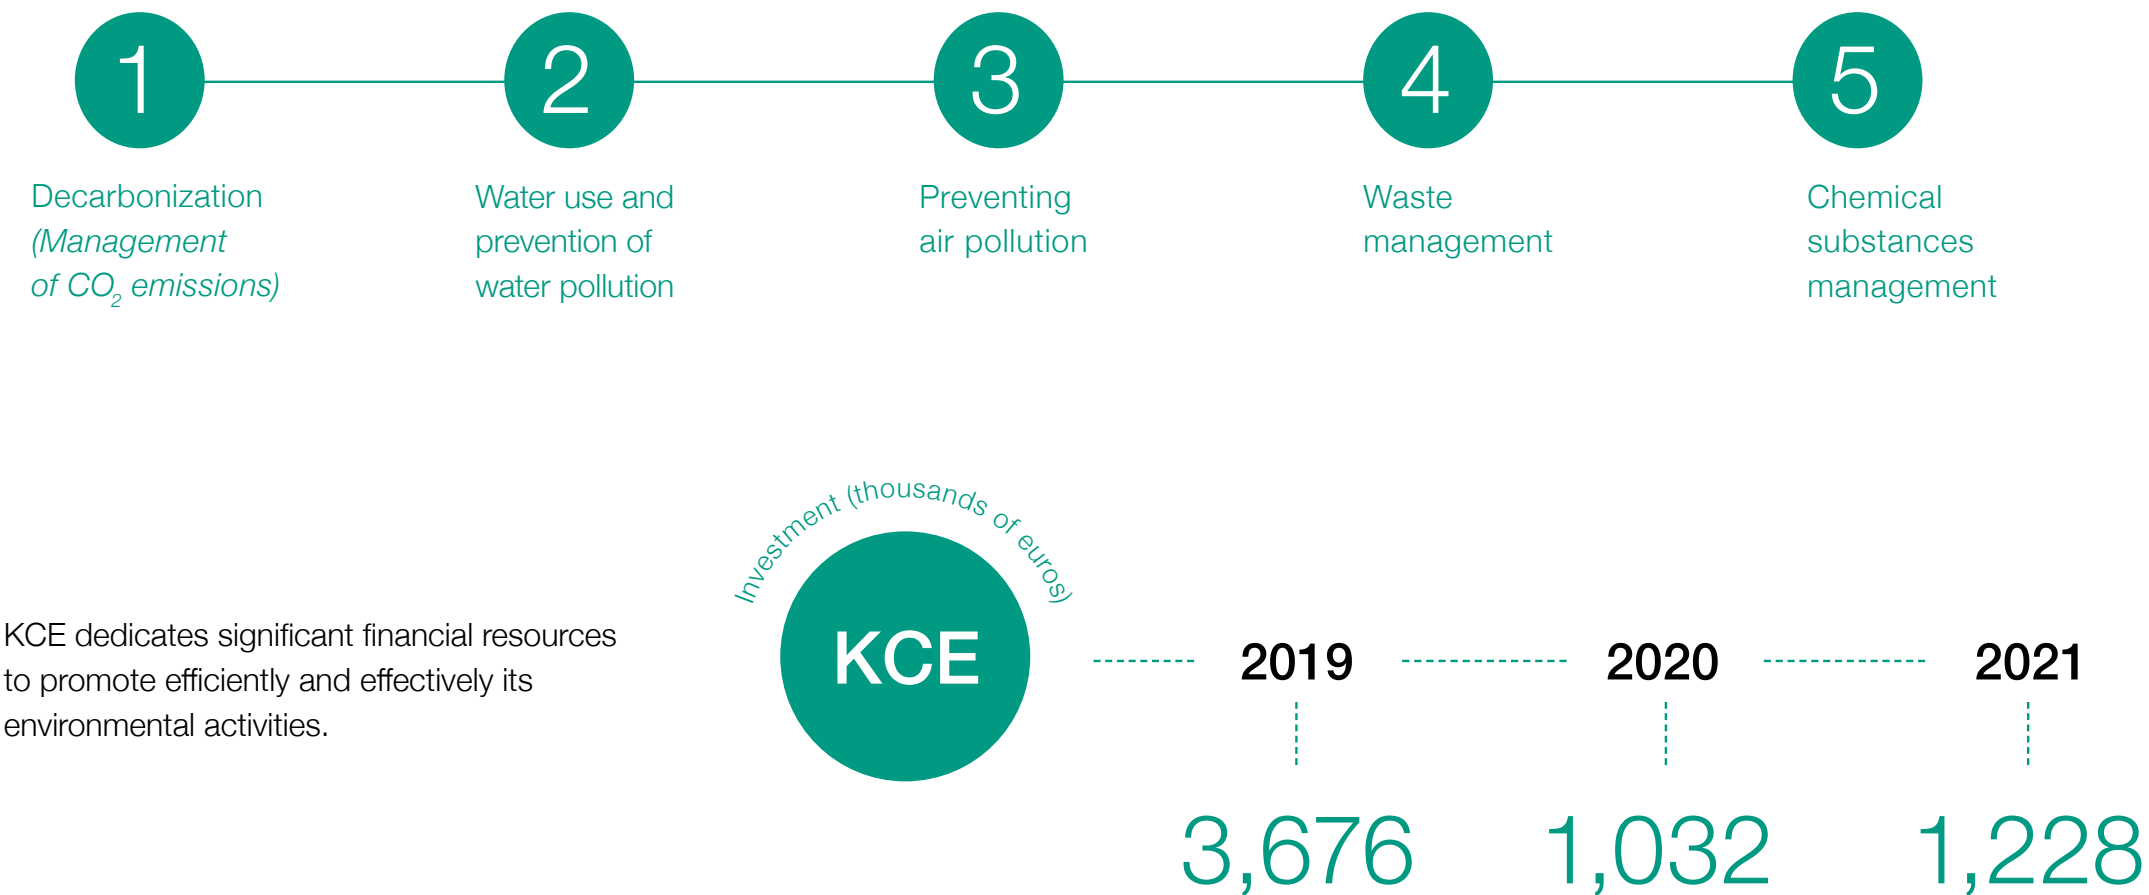 1
2
3
4
5
Decarbonization
(Management
of CO₂ emissions)
Water use and
prevention of
water pollution
Preventing
air pollution
Waste
management
Chemical
substances
management
KCE dedicates significant financial resources
to promote efficiently and effectively its
environmental activities.
Investment (thousands of euros)
KCE
2019
2020
2021
3,676
1,032
1,228